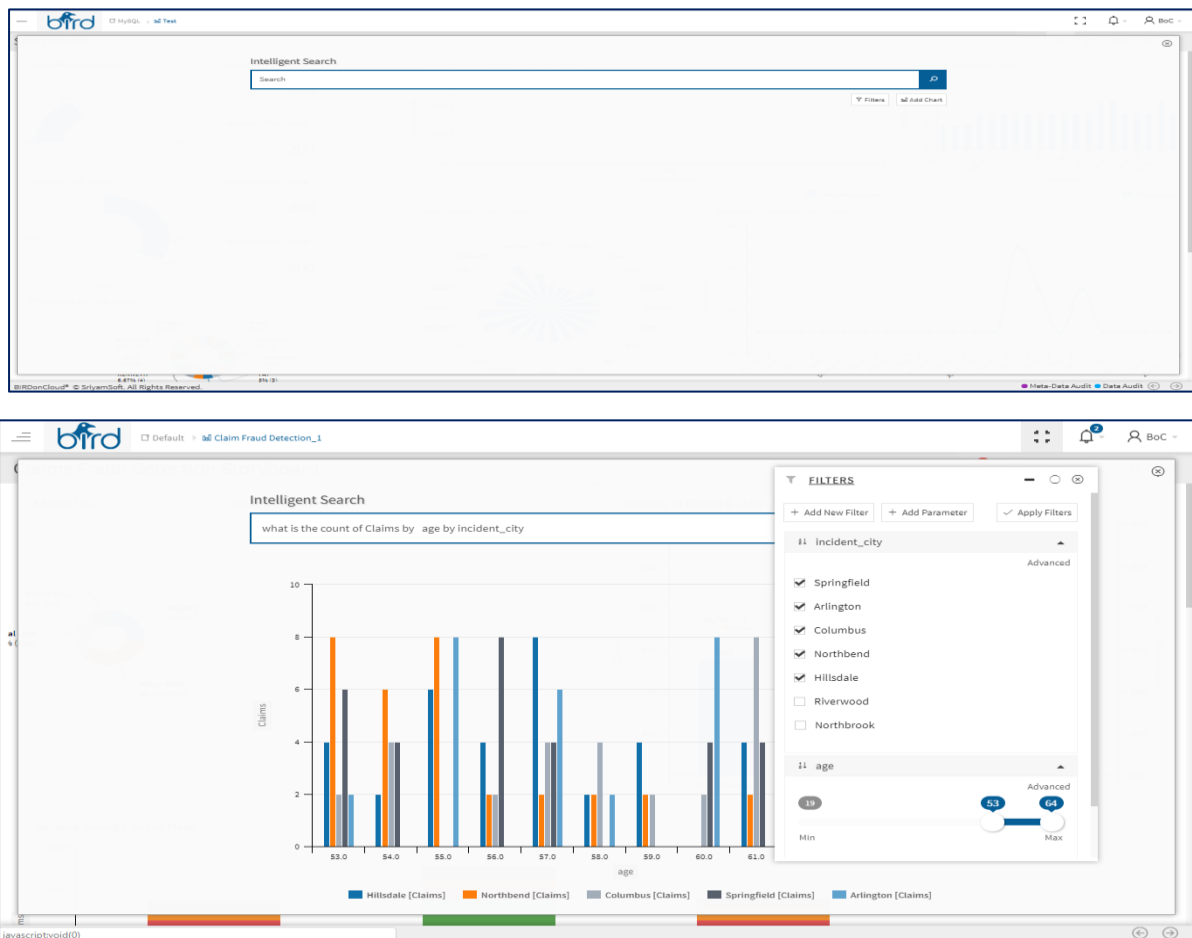 bird MySQL > Test BoC
Intelligent Search
Search
Filters Add Chart
6.67% (4)
BIRDonCloud® © SriyamSoft. All Rights Reserved. Meta-Data Audit Data Audit
bird Default > Claim Fraud Detection_1 2 BoC
FILTERS
Intelligent Search
+ Add New Filter + Add Parameter Apply Filters
what is the count of Claims by age by incident_city
incident_city
Advanced
Springfield
Arlington
Columbus
Northbend
Hillsdale
Riverwood
Northbrook
age
Advanced
19 53 64
Min Max
10
8
6
4
2
0
Claims
53.0 54.0 55.0 56.0 57.0 58.0 59.0 60.0 61.0
age
Hillsdale [Claims] Northbend [Claims] Columbus [Claims] Springfield [Claims] Arlington [Claims]
javascript:void(0)